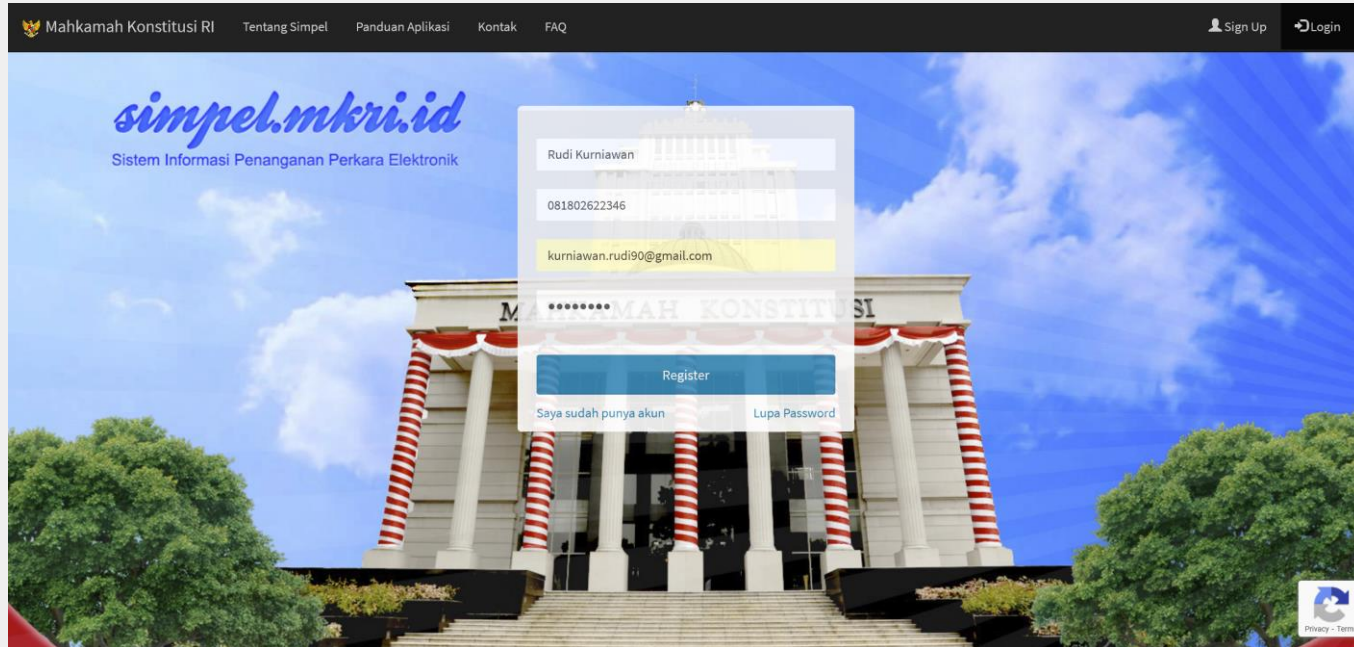 Mahkamah Konstitusi RI Tentang Simpel Panduan Aplikasi Kontak FAQ Sign Up Login
simpel.mkri.id
Sistem Informasi Penanganan Perkara Elektronik
Rudi Kurniawan
081802622346
kurniawan.rudi90@gmail.com
••••••••
MAHKAMAH KONSTITUSI
Register
Saya sudah punya akun Lupa Password
Privacy - Term